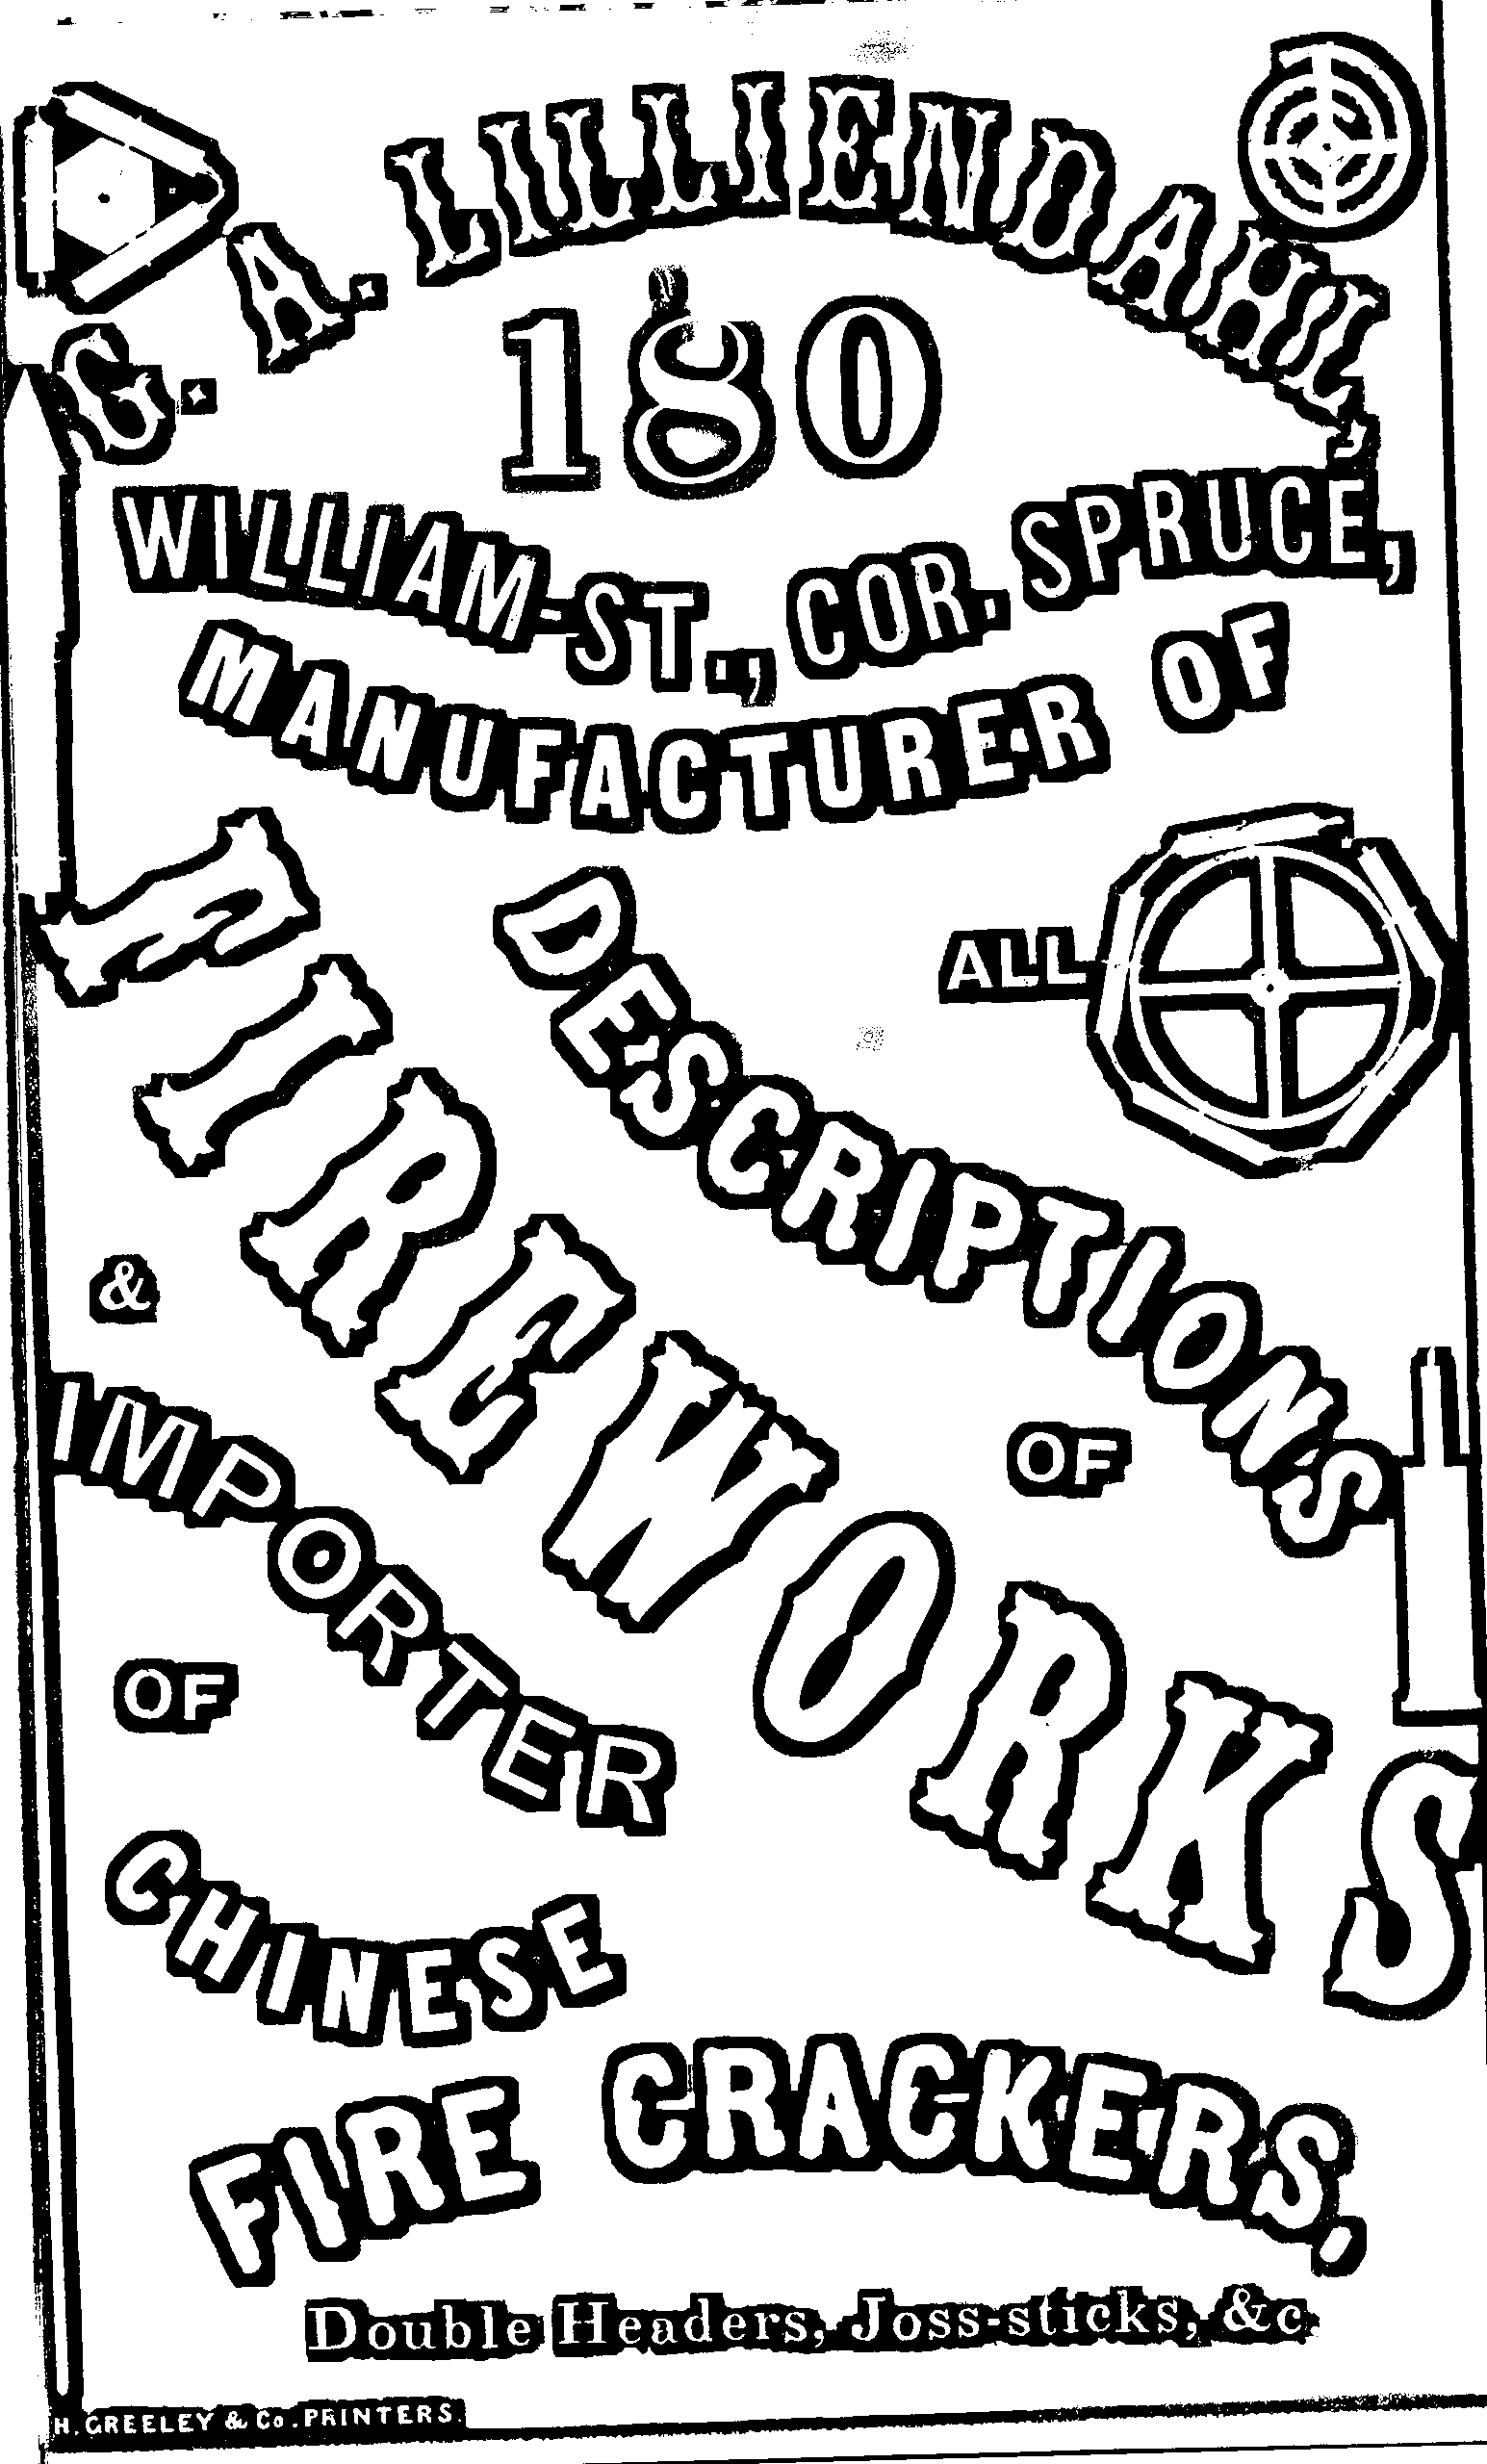 G. A. LILLIENDAHL,
180
WILLIAM-ST., COR. SPRUCE,
MANUFACTURER OF
ALL
DESCRIPTIONS
OF
FIREWORKS
&
IMPORTER
OF
CHINESE
FIRE CRACKERS,
Double Headers, Joss-sticks, &c.
H. GREELEY & Co. PRINTERS.